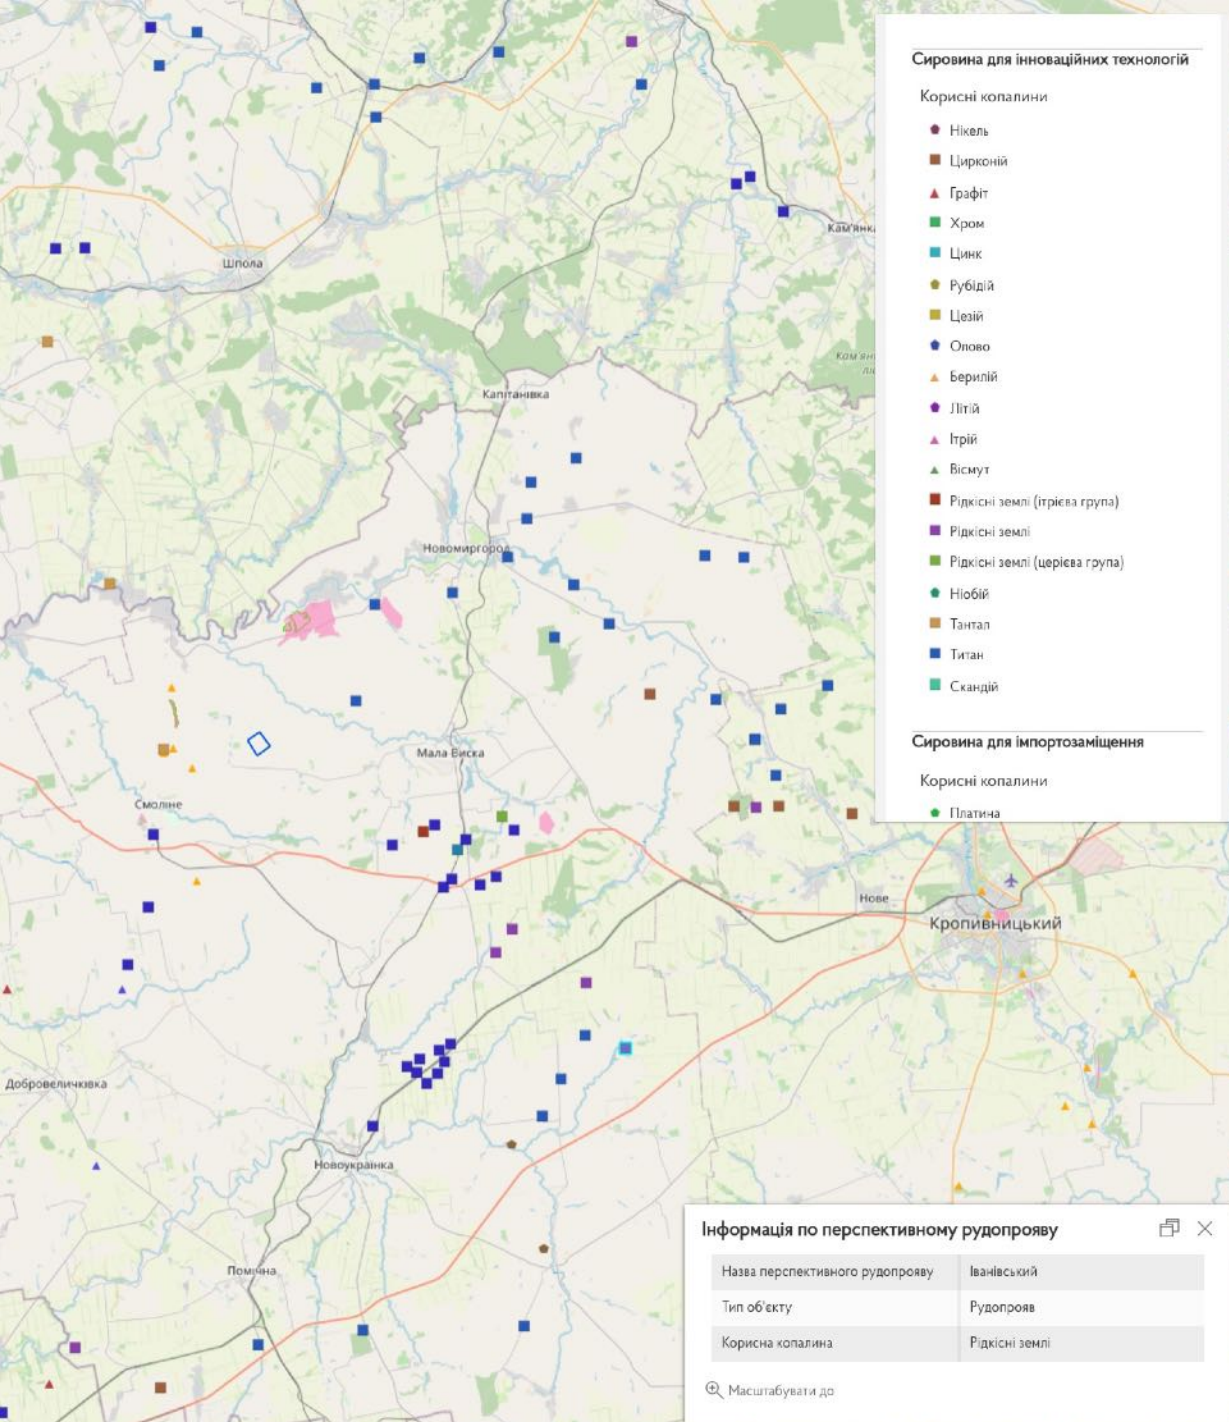 Сировина для інноваційних технологій
Корисні копалини
Нікель
Цирконій
Графіт
Хром
Цинк
Рубідій
Цезій
Олово
Берилій
Літій
Ітрій
Вісмут
Рідкісні землі (ітрієва група)
Рідкісні землі
Рідкісні землі (церієва група)
Ніобій
Тантал
Титан
Скандій
Сировина для імпортозаміщення
Корисні копалини
Платина
Кам'янка
Шпола
Капітанівка
Новомиргород
Мала Виска
Смоліне
Нове
Кропивницький
Добровеличківка
Новоукраїнка
Помічна
Інформація по перспективному рудопрояву
Назва перспективного рудопрояву Іванівський
Тип об'єкту Рудопрояв
Корисна копалина Рідкісні землі
Масштабувати до